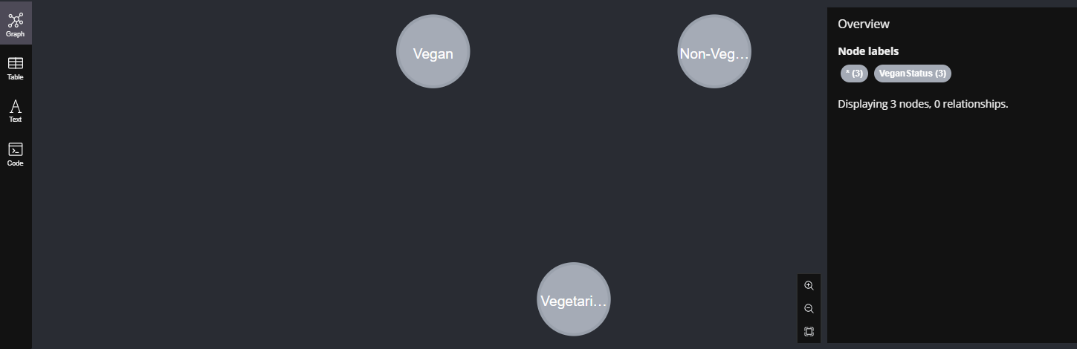 Graph
Table
Text
Code
Vegan
Non-Veg...
Vegetari...
Overview
Node labels
* (3) VeganStatus (3)
Displaying 3 nodes, 0 relationships.